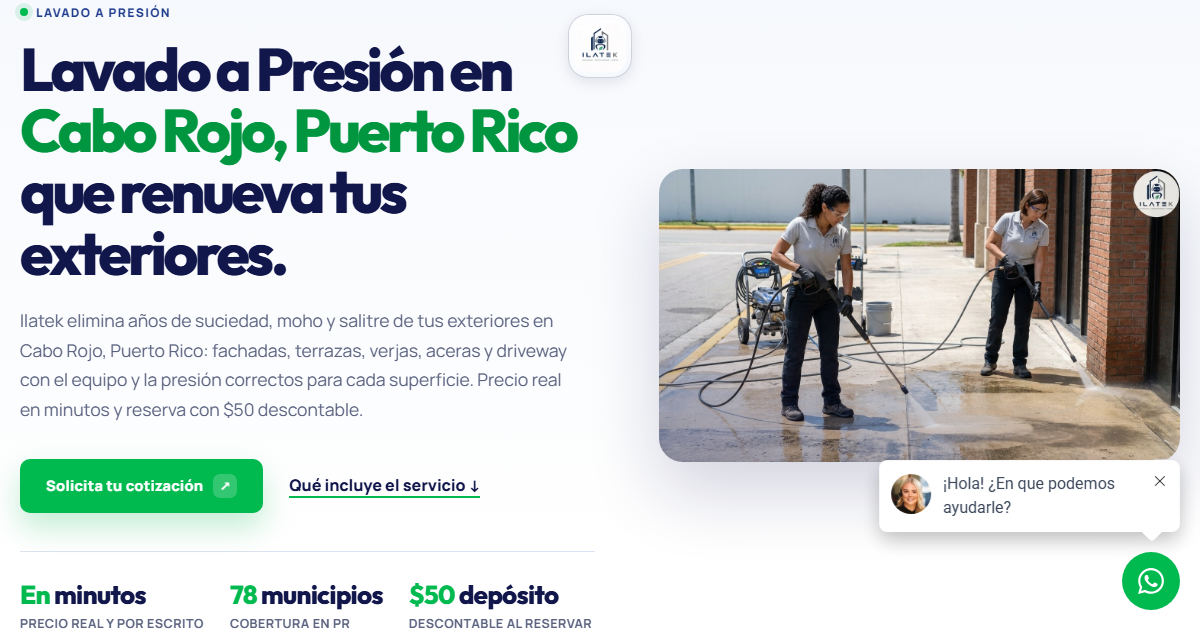 LAVADO A PRESIÓN
ILATEK
Lavado a Presión en
Cabo Rojo, Puerto Rico
que renueva tus
exteriores.
Ilatek elimina años de suciedad, moho y salitre de tus exteriores en
Cabo Rojo, Puerto Rico: fachadas, terrazas, verjas, aceras y driveway
con el equipo y la presión correctos para cada superficie. Precio real
en minutos y reserva con $50 descontable.
Solicita tu cotización ↗
Qué incluye el servicio ↓
En minutos
PRECIO REAL Y POR ESCRITO
78 municipios
COBERTURA EN PR
$50 depósito
DESCONTABLE AL RESERVAR
ILATEK
¡Hola! ¿En que podemos
ayudarle?